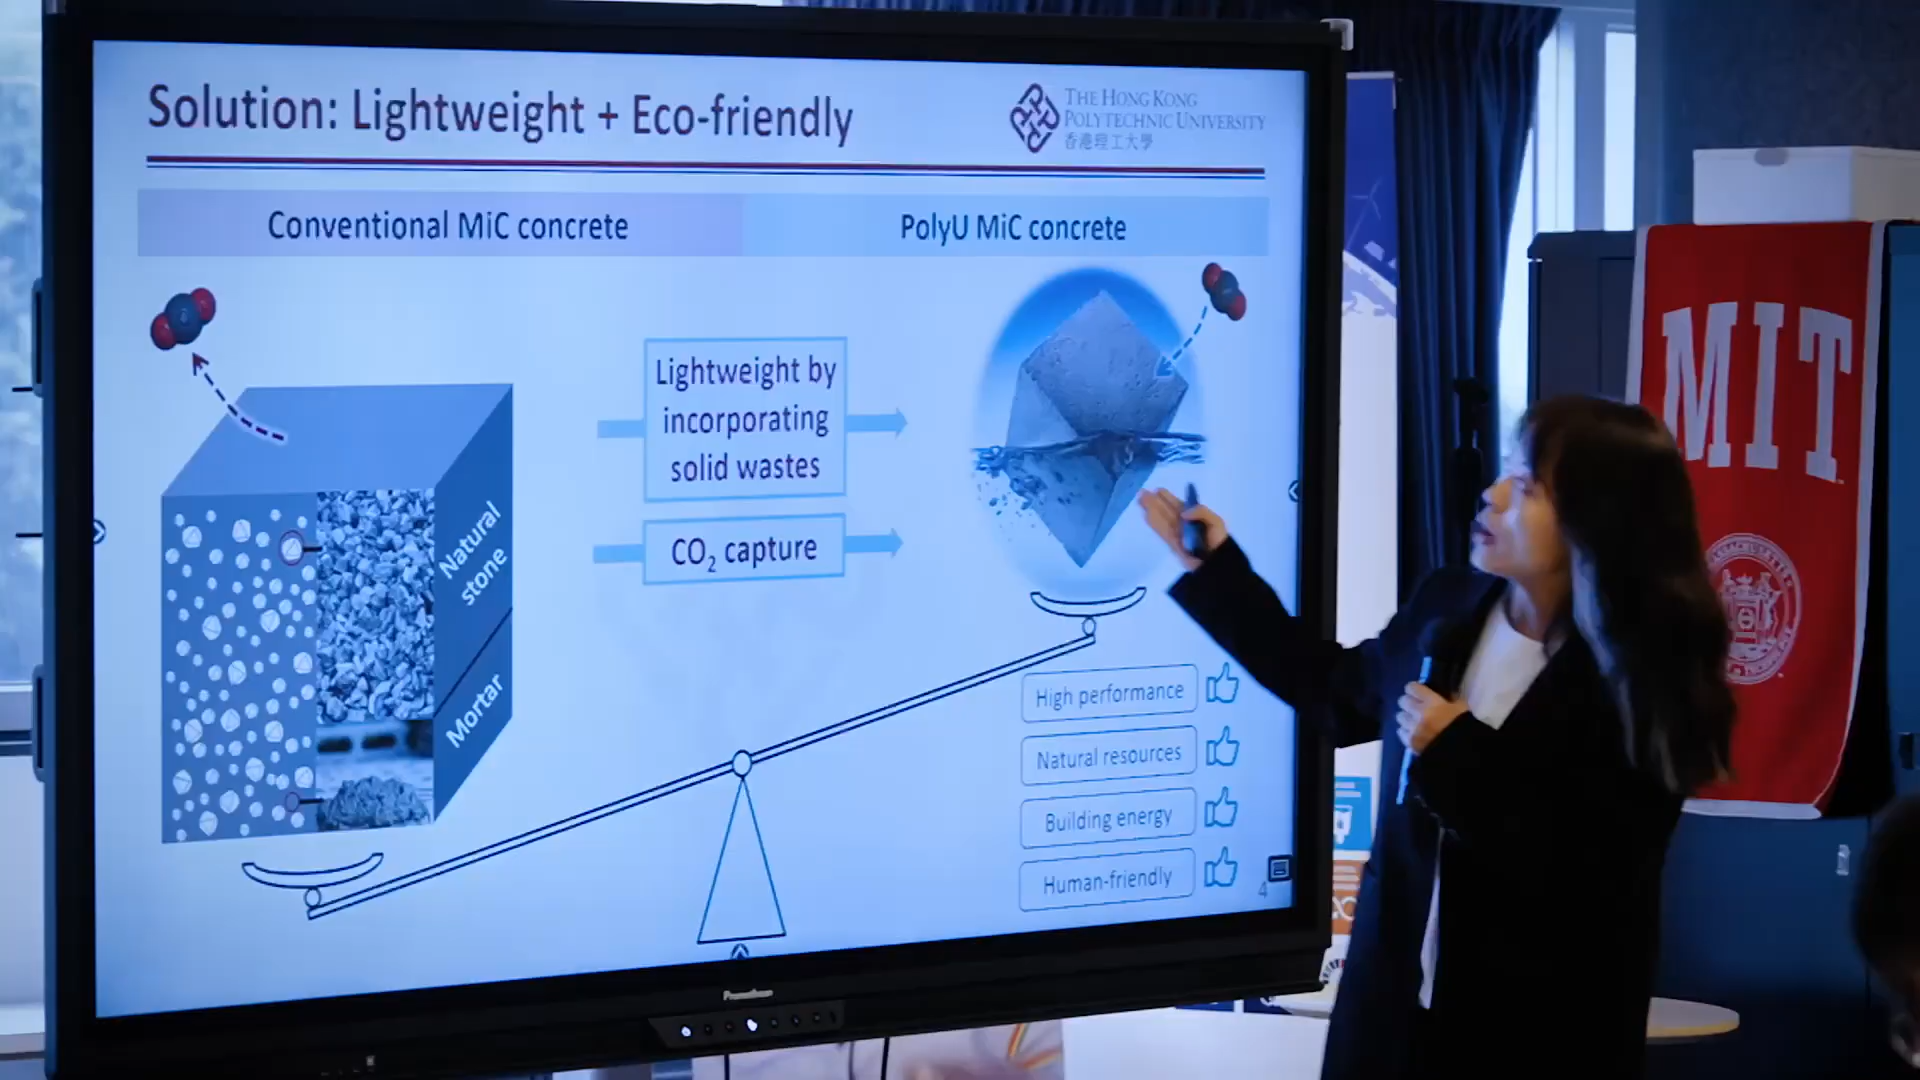 Solution: Lightweight + Eco-friendly
THE HONG KONG
POLYTECHNIC UNIVERSITY
香港理工大學
Conventional MiC concrete
PolyU MiC concrete
Lightweight by
incorporating
solid wastes
CO₂ capture
Natural
stone
Mortar
High performance
Natural resources
Building energy
Human-friendly
4
Promethean
MIT